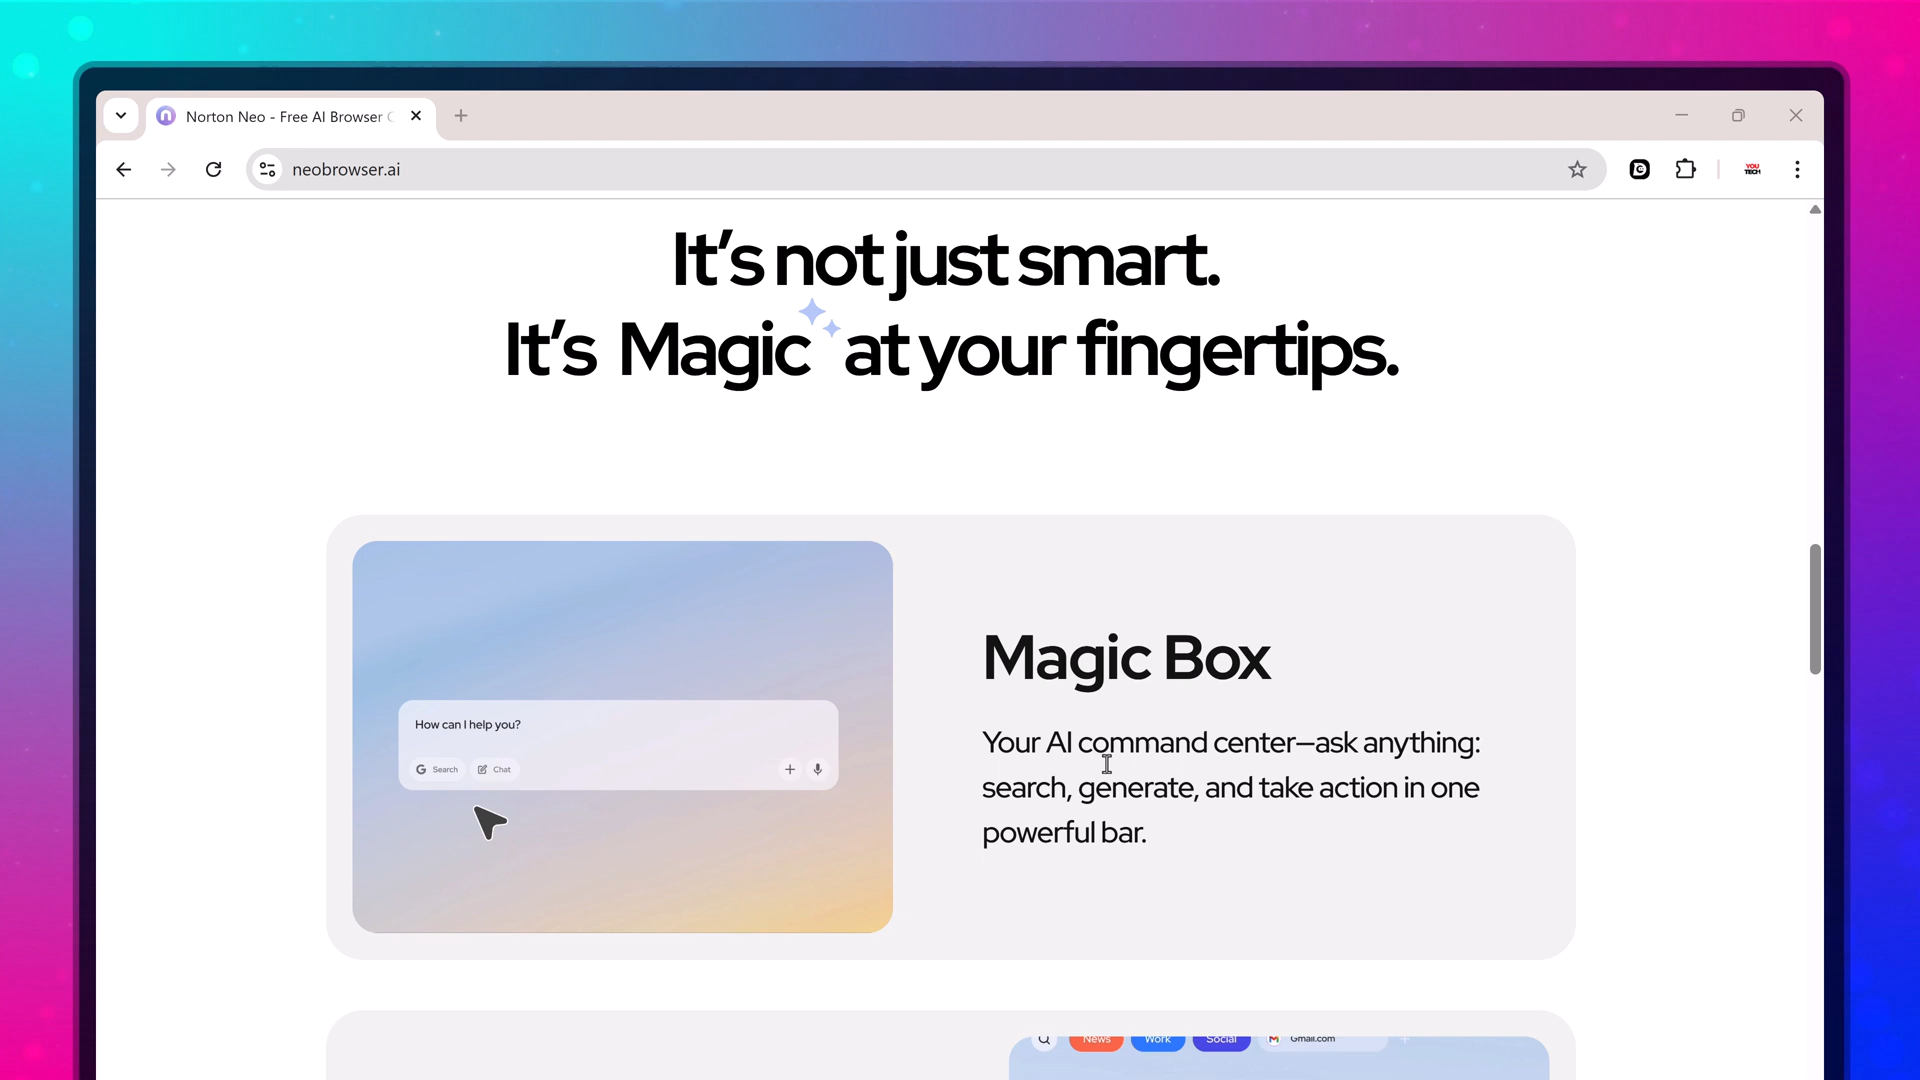 Norton Neo - Free AI Browser
neobrowser.ai
YOU
TECH
It's not just smart.
It's Magic at your fingertips.
How can I help you?
Search
Chat
Magic Box
Your AI command center—ask anything:
search, generate, and take action in one
powerful bar.
News
Work
Social
Gmail.com